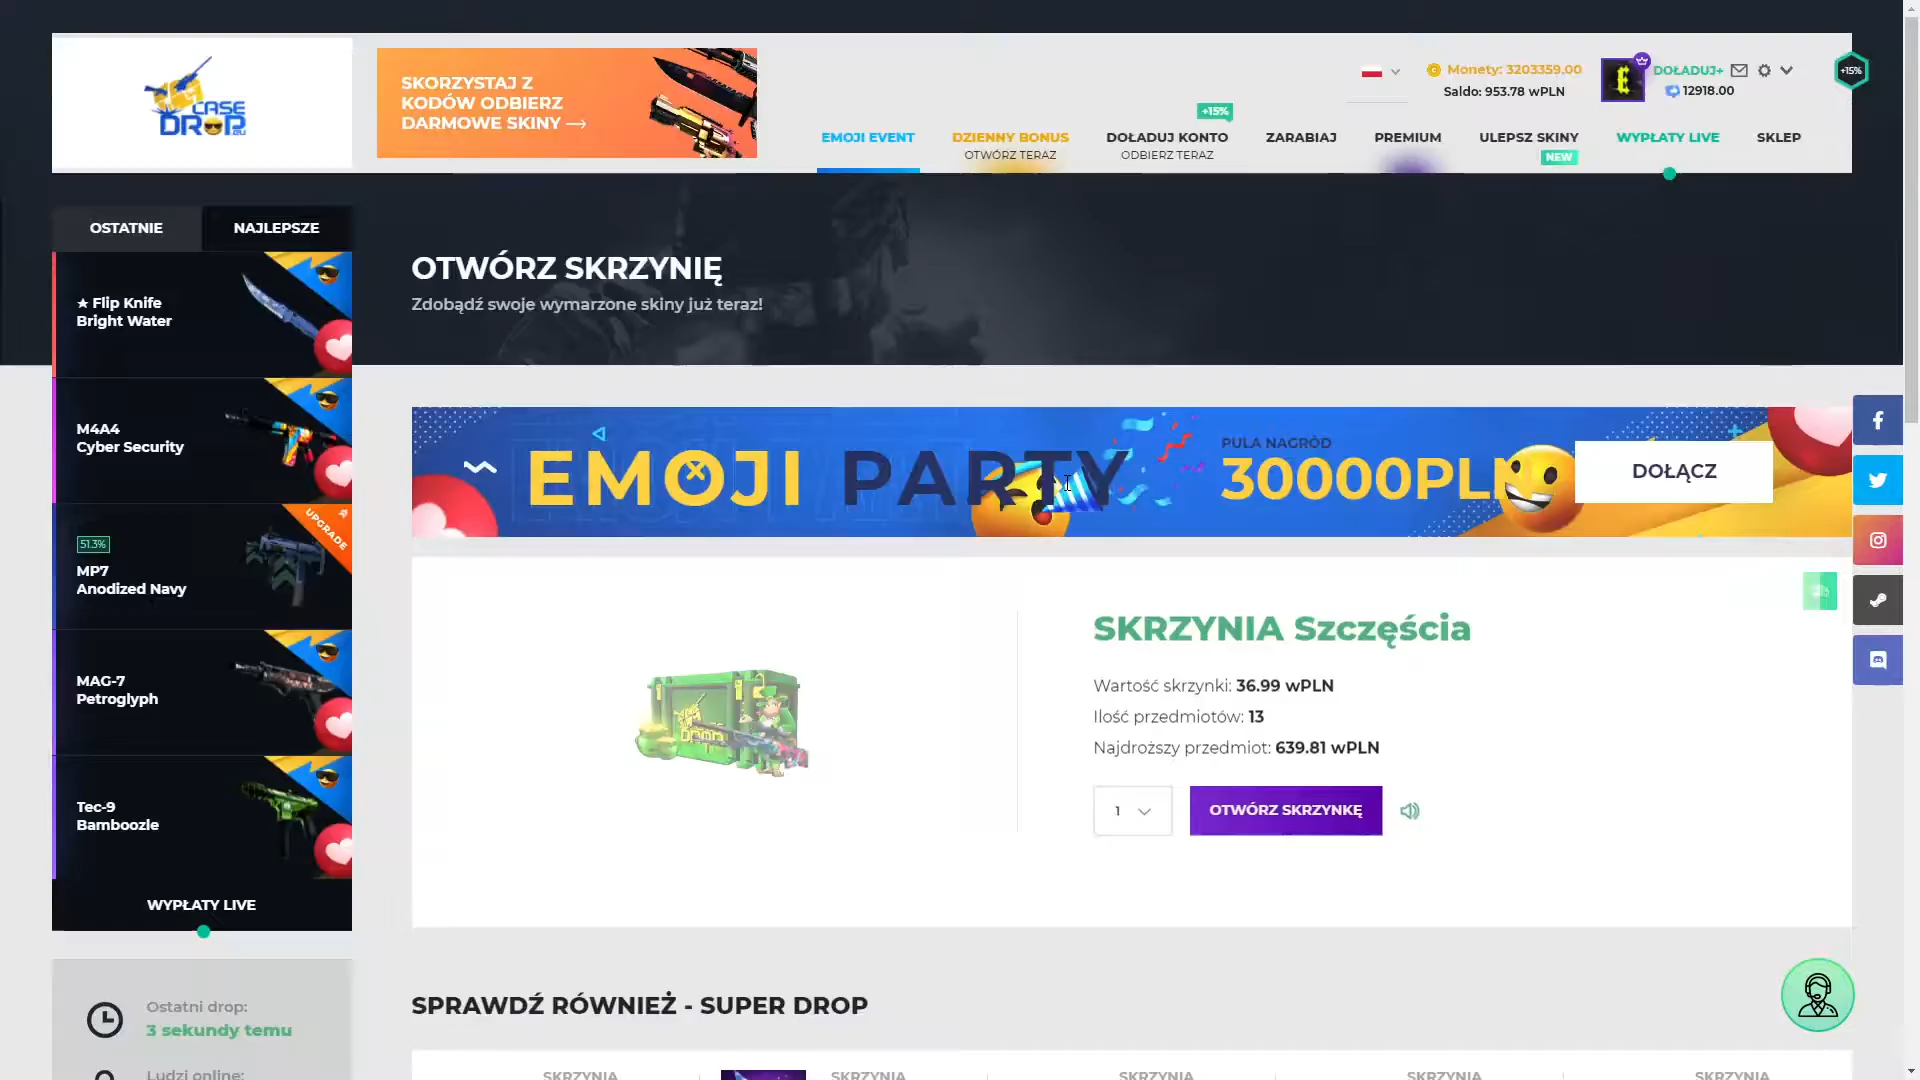 CASE
DROP.EU
SKORZYSTAJ Z
KODÓW ODBIERZ
DARMOWE SKINY
Monety: 3203359.00
Saldo: 953.78 wPLN
DOŁADUJ+
12918.00
+15%
+15%
EMOJI EVENT
DZIENNY BONUS
OTWÓRZ TERAZ
DOŁADUJ KONTO
ODBIERZ TERAZ
ZARABIAJ
PREMIUM
ULEPSZ SKINY
NEW
WYPŁATY LIVE
SKLEP
OSTATNIE
NAJLEPSZE
★ Flip Knife
Bright Water
M4A4
Cyber Security
51.3%
UPGRADE
MP7
Anodized Navy
MAG-7
Petroglyph
Tec-9
Bamboozle
WYPŁATY LIVE
Ostatni drop:
3 sekundy temu
Ludzi online:
OTWÓRZ SKRZYNIĘ
Zdobądź swoje wymarzone skiny już teraz!
EMOJI PARTY
PULA NAGRÓD
30000PLN
DOŁĄCZ
SKRZYNIA Szczęścia
Wartość skrzynki: 36.99 wPLN
Ilość przedmiotów: 13
Najdroższy przedmiot: 639.81 wPLN
1
OTWÓRZ SKRZYNKĘ
SPRAWDŹ RÓWNIEŻ - SUPER DROP
SKRZYNIA
SKRZYNIA
SKRZYNIA
SKRZYNIA
SKRZYNIA